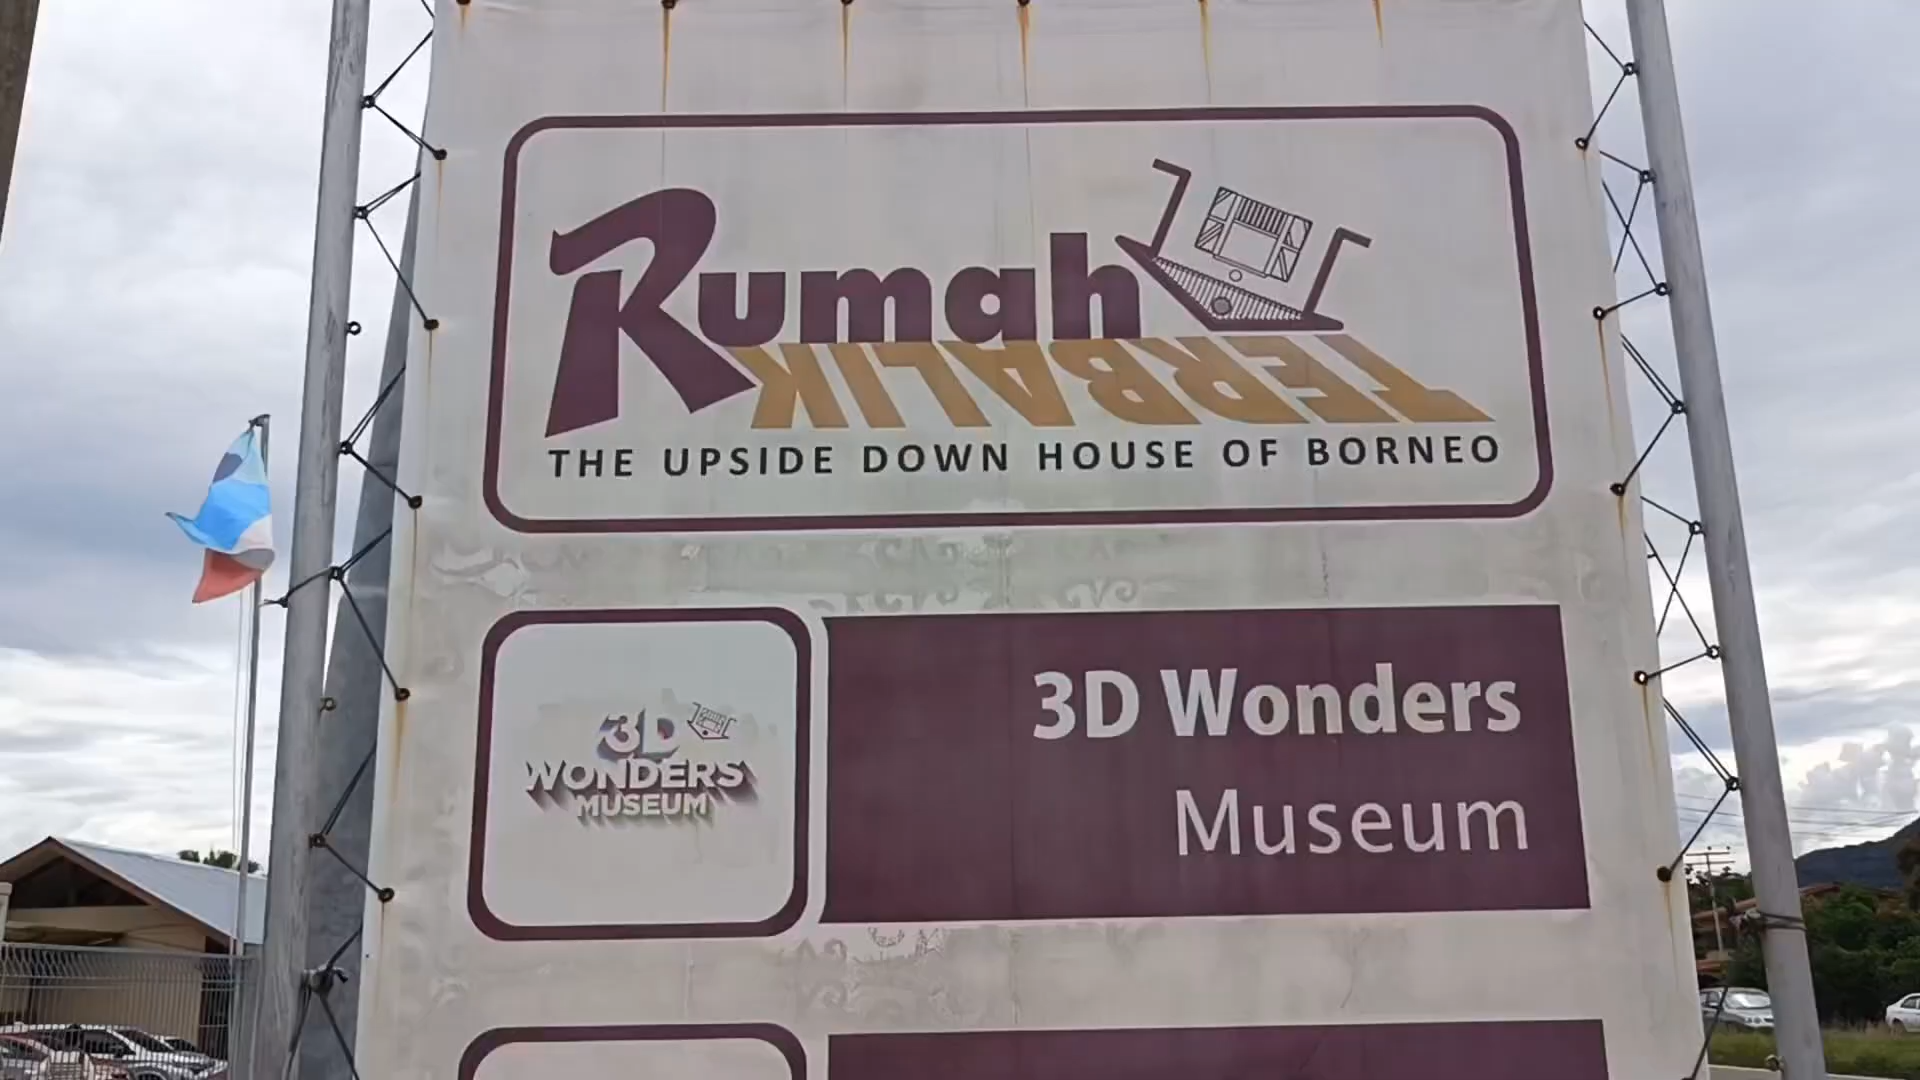 Rumah
TERBALIK
THE UPSIDE DOWN HOUSE OF BORNEO
3D
WONDERS
MUSEUM
3D Wonders
Museum